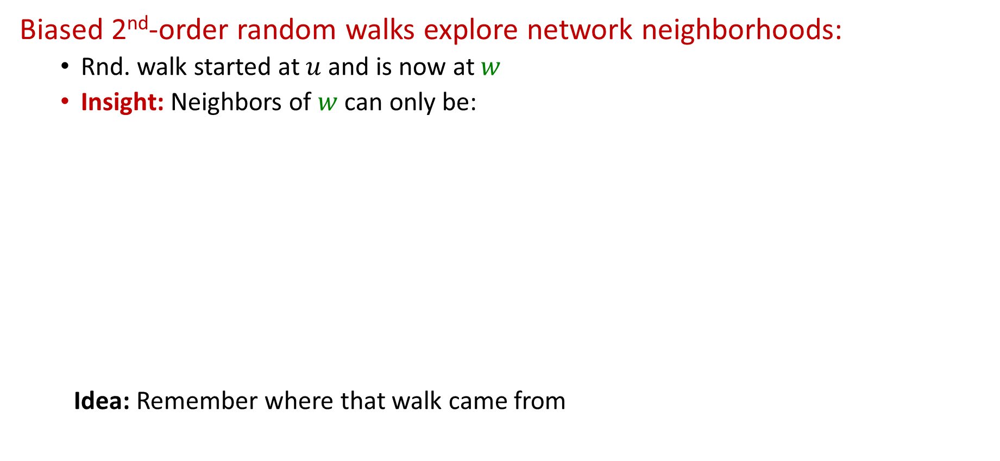 Biased 2nd-order random walks explore network neighborhoods:
• Rnd. walk started at u and is now at w
• Insight: Neighbors of w can only be:
Idea: Remember where that walk came from